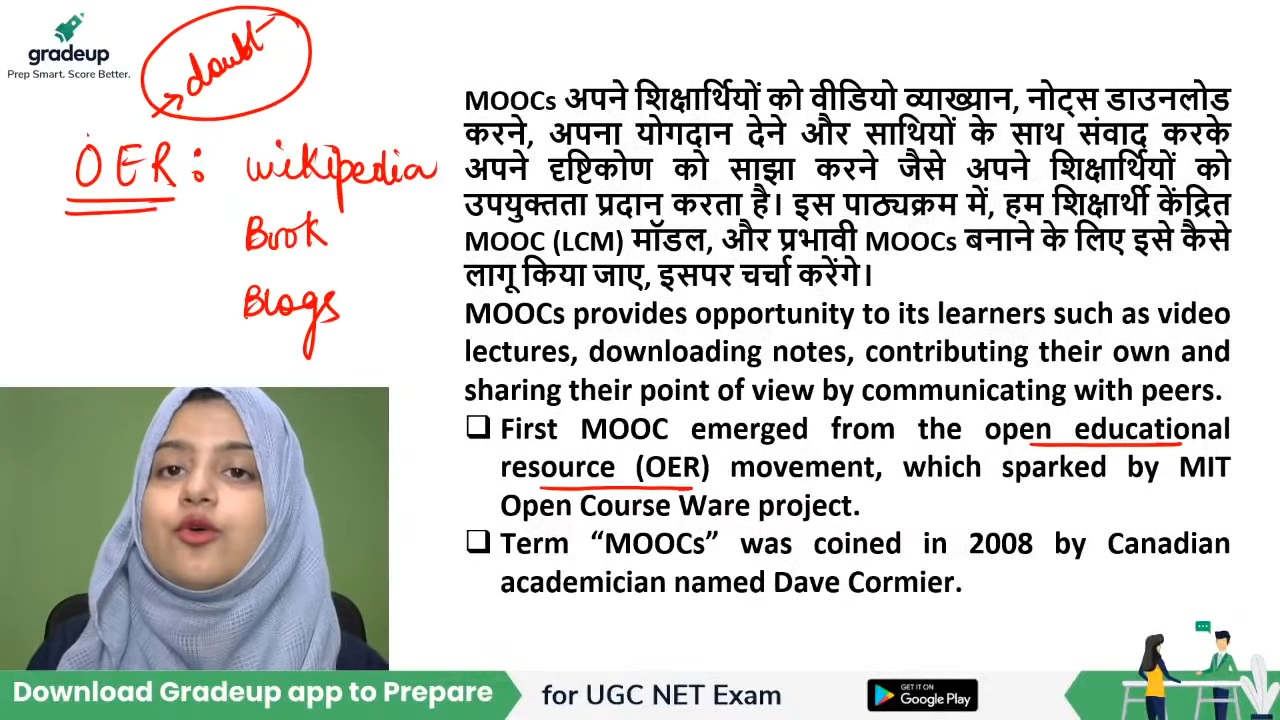 gradeup
Prep Smart. Score Better.
doubt
OER : wikipedia
Book
Blogs
MOOCs अपने शिक्षार्थियों को वीडियो व्याख्यान, नोट्स डाउनलोड
करने, अपना योगदान देने और साथियों के साथ संवाद करके
अपने दृष्टिकोण को साझा करने जैसे अपने शिक्षार्थियों को
उपयुक्तता प्रदान करता है। इस पाठ्यक्रम में, हम शिक्षार्थी केंद्रित
MOOC (LCM) मॉडल, और प्रभावी MOOCs बनाने के लिए इसे कैसे
लागू किया जाए, इसपर चर्चा करेंगे।
MOOCs provides opportunity to its learners such as video
lectures, downloading notes, contributing their own and
sharing their point of view by communicating with peers.
First MOOC emerged from the open educational
resource (OER) movement, which sparked by MIT
Open Course Ware project.
Term “MOOCs” was coined in 2008 by Canadian
academician named Dave Cormier.
Download Gradeup app to Prepare
for UGC NET Exam
GET IT ON
Google Play